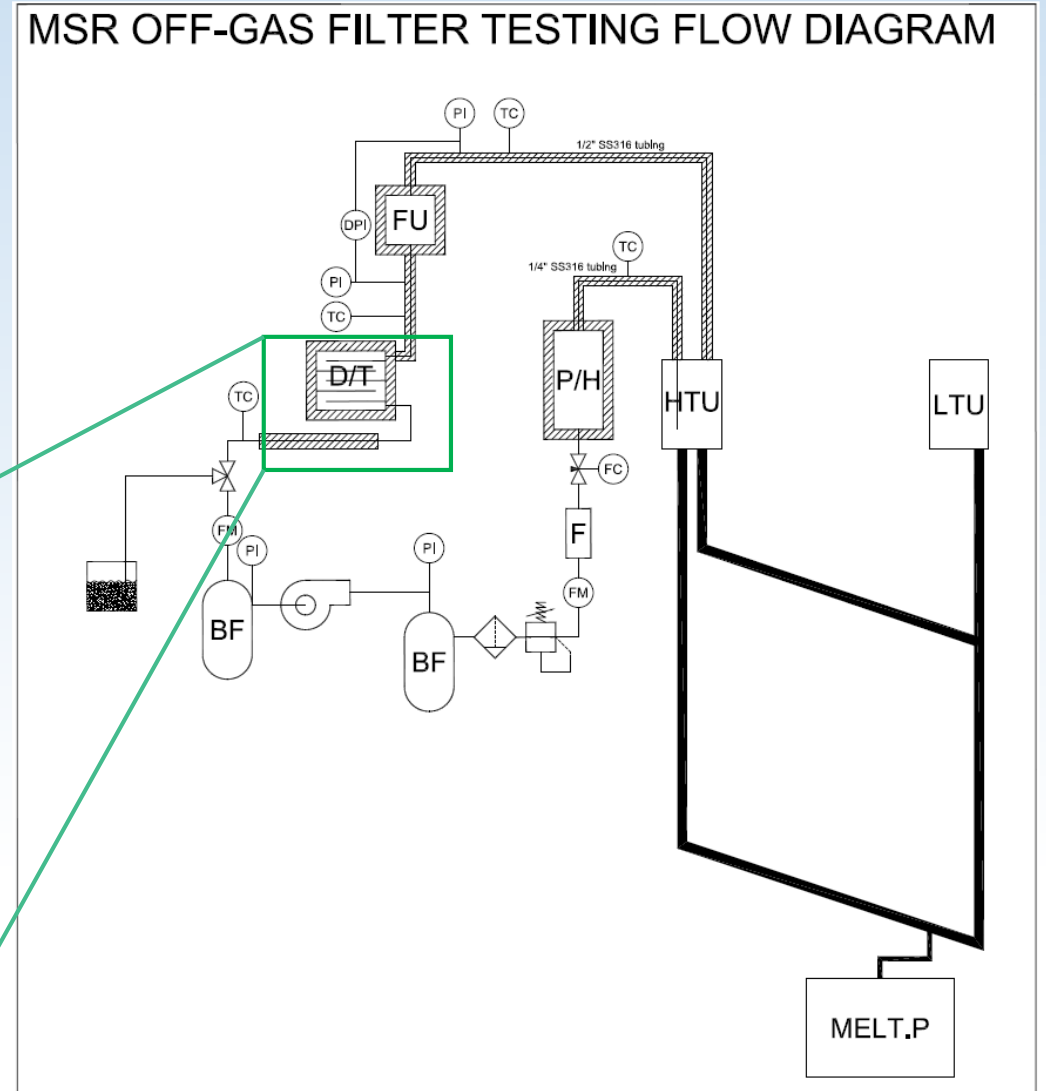 MSR OFF-GAS FILTER TESTING FLOW DIAGRAM
PI
TC
1/2" SS316 tubing
FU
DPI
TC
1/4" SS316 tubing
PI
TC
D/T
P/H
HTU
LTU
TC
FC
FM
F
PI
PI
FM
BF
BF
MELT.P